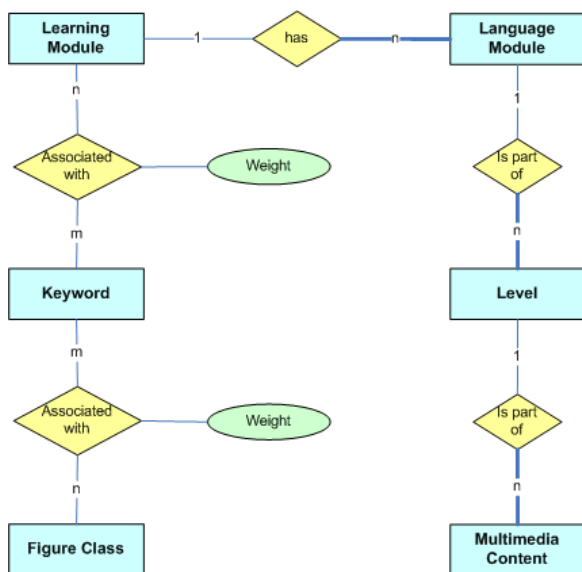 Learning
Module
1
has
n
Language
Module
n
1
Associated
with
Weight
Is part
of
m
n
Keyword
Level
m
1
Associated
with
Weight
Is part
of
n
n
Figure Class
Multimedia
Content